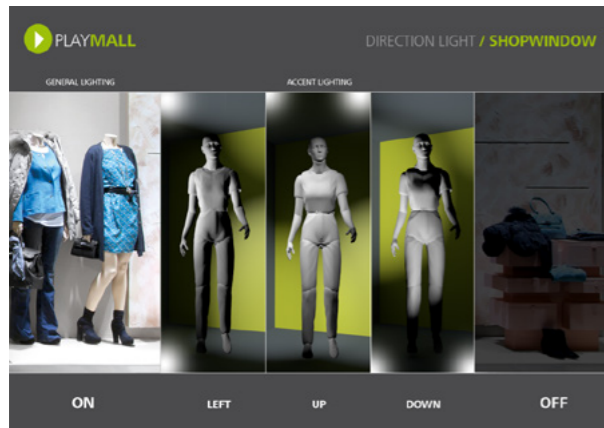 PLAYMALL
DIRECTION LIGHT / SHOPWINDOW
GENERAL LIGHTING
ACCENT LIGHTING
ON
LEFT
UP
DOWN
OFF